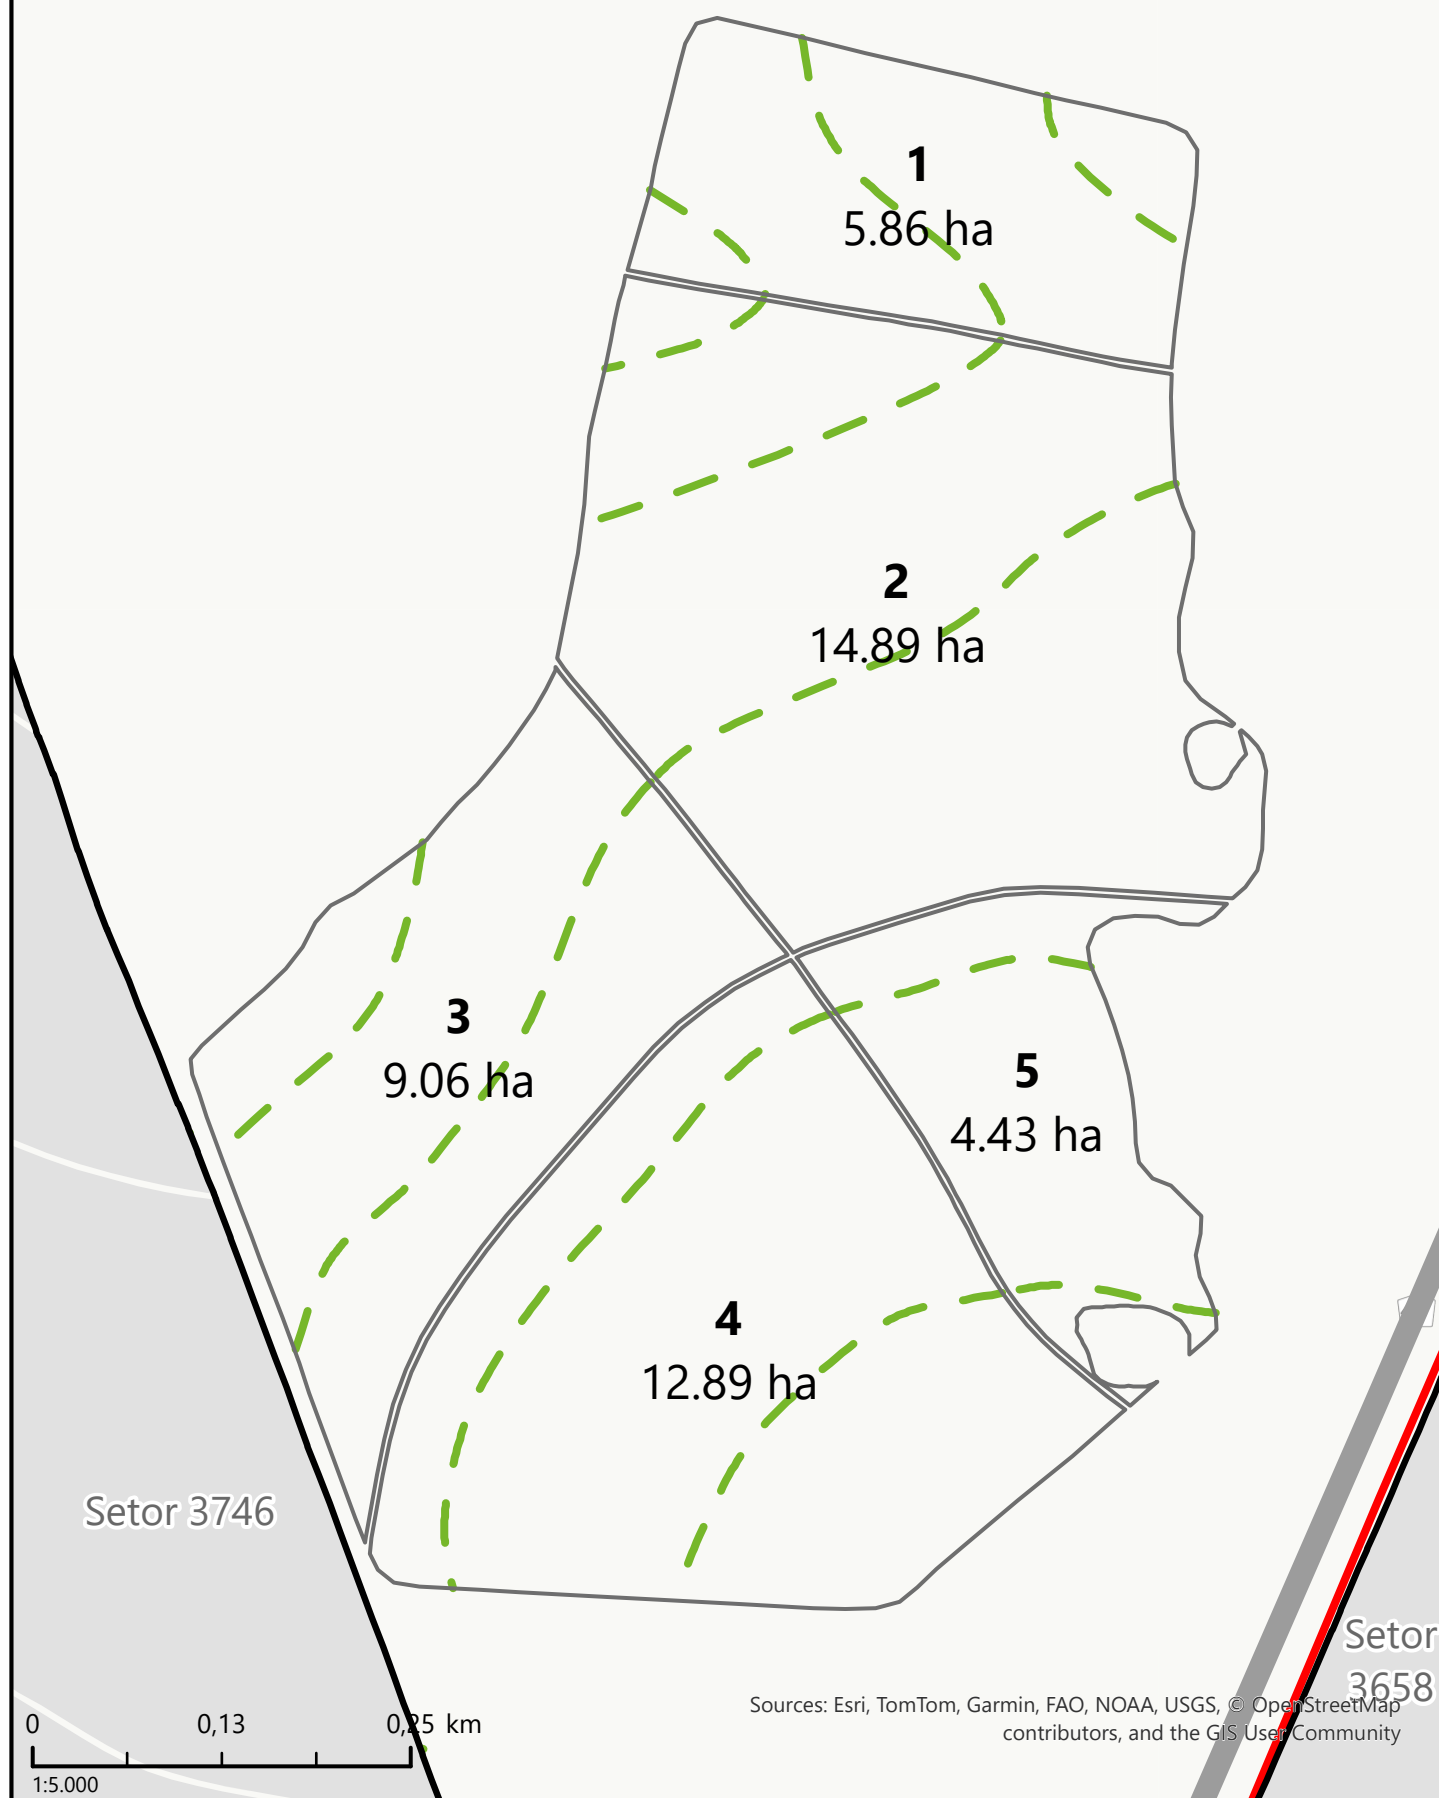 1
5.86 ha
2
14.89 ha
3
9.06 ha
5
4.43 ha
4
12.89 ha
Setor 3746
Setor
3658
Sources: Esri, TomTom, Garmin, FAO, NOAA, USGS, © OpenStreetMap
contributors, and the GIS User Community
0 0,13 0,25 km
1:5.000